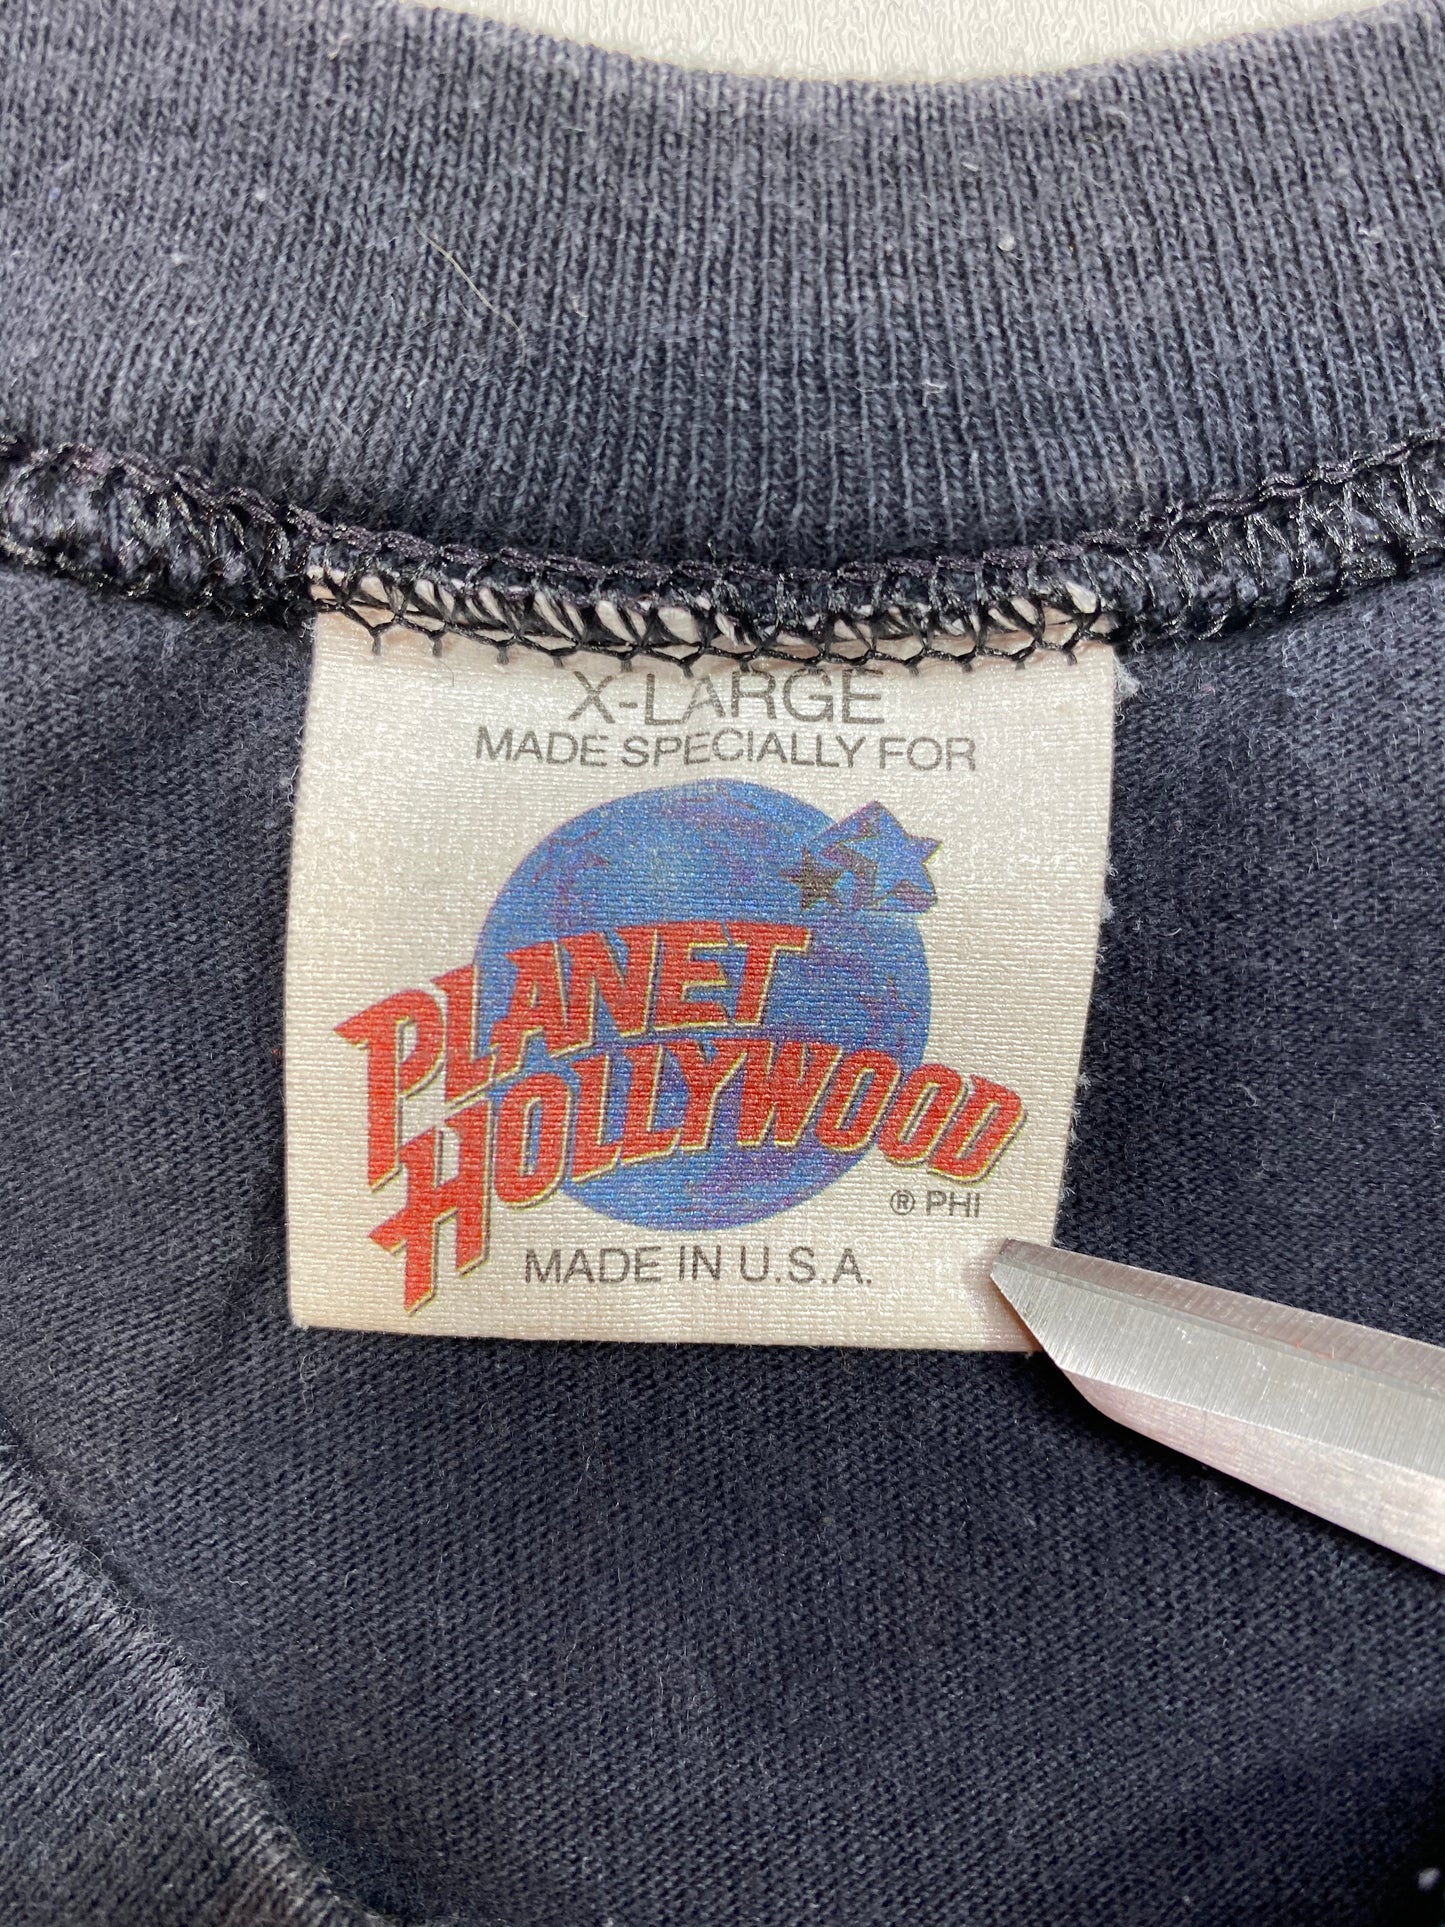 X-LARGE
MADE SPECIALLY FOR
PLANET
HOLLYWOOD
® PHI
MADE IN U.S.A.